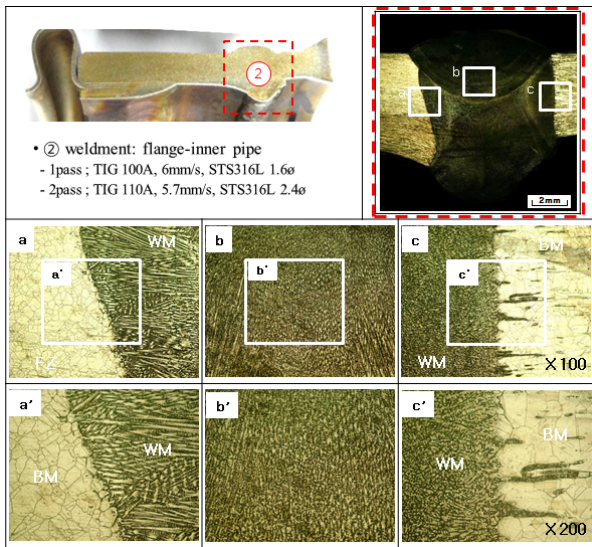 ②
• ② weldment: flange-inner pipe
- 1pass ; TIG 100A, 6mm/s, STS316L 1.6ø
- 2pass ; TIG 110A, 5.7mm/s, STS316L 2.4ø
a
b
c
2mm
a
WM
a'
FZ
b
b'
c
BM
c'
WM
X100
a'
WM
BM
b'
c'
BM
WM
X200